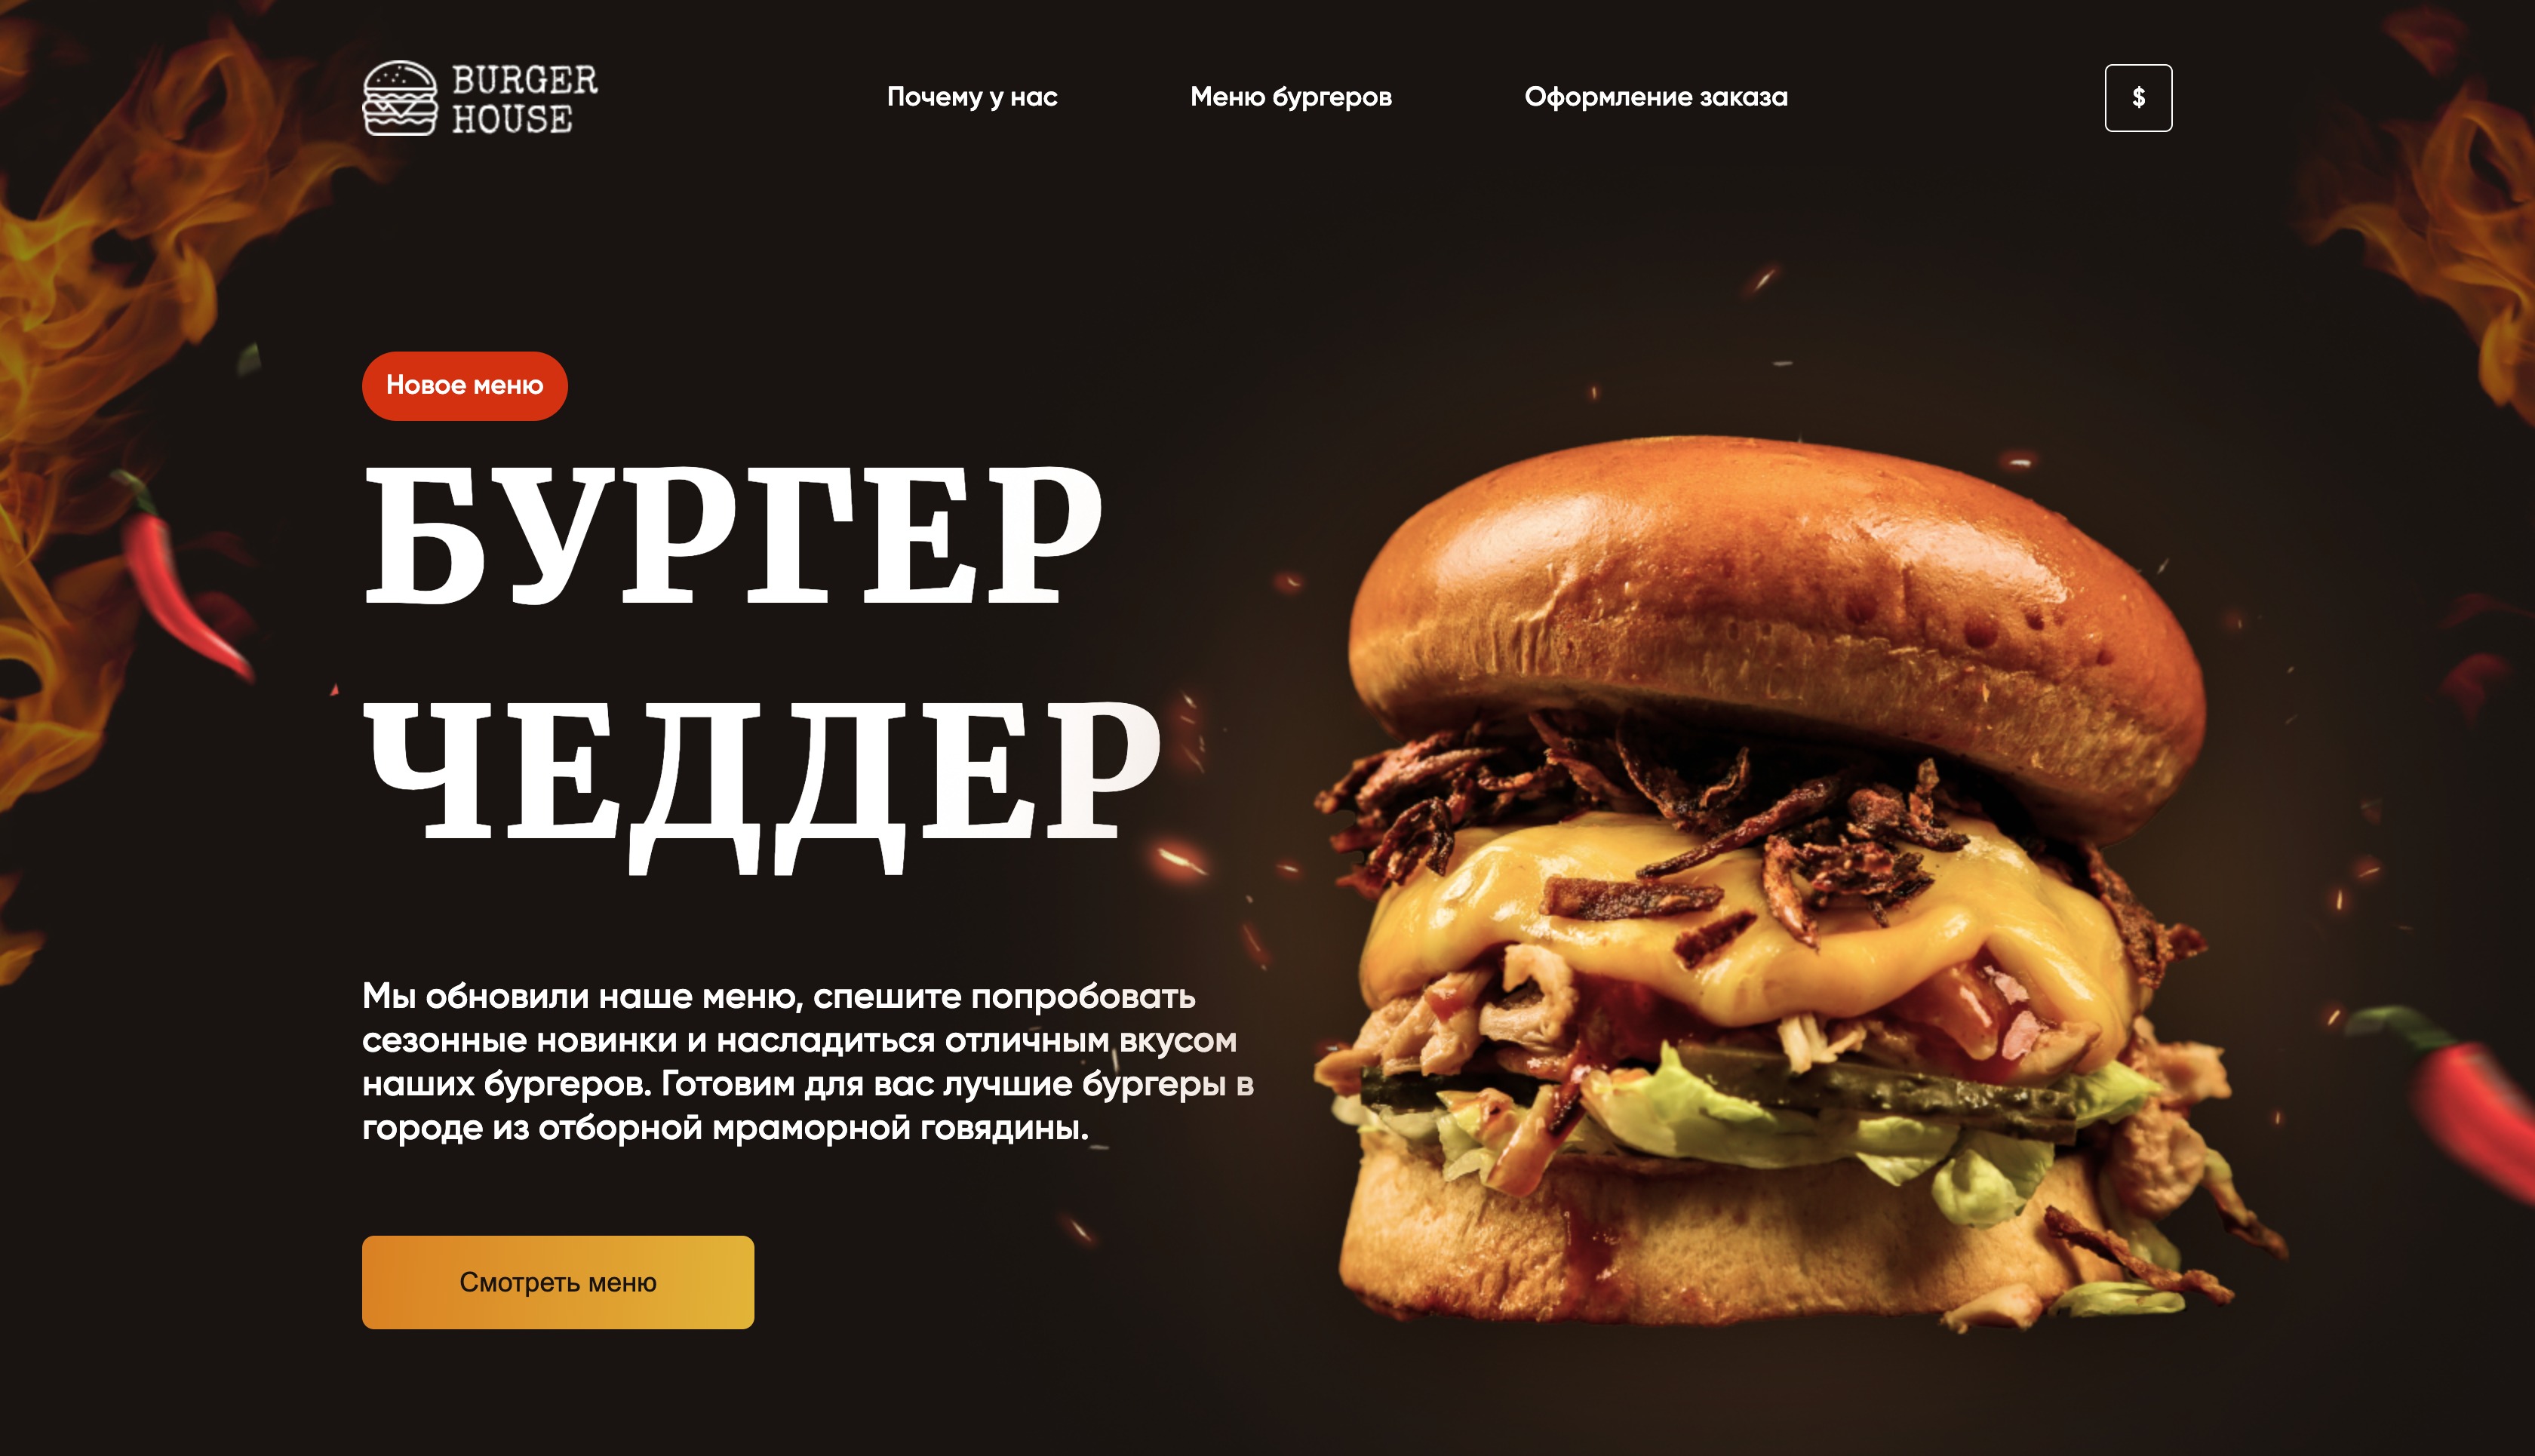 BURGER
HOUSE
Почему у нас
Меню бургеров
Оформление заказа
$
Новое меню
БУРГЕР
ЧЕДДЕР
Мы обновили наше меню, спешите попробовать
сезонные новинки и насладиться отличным вкусом
наших бургеров. Готовим для вас лучшие бургеры в
городе из отборной мраморной говядины.
Смотреть меню